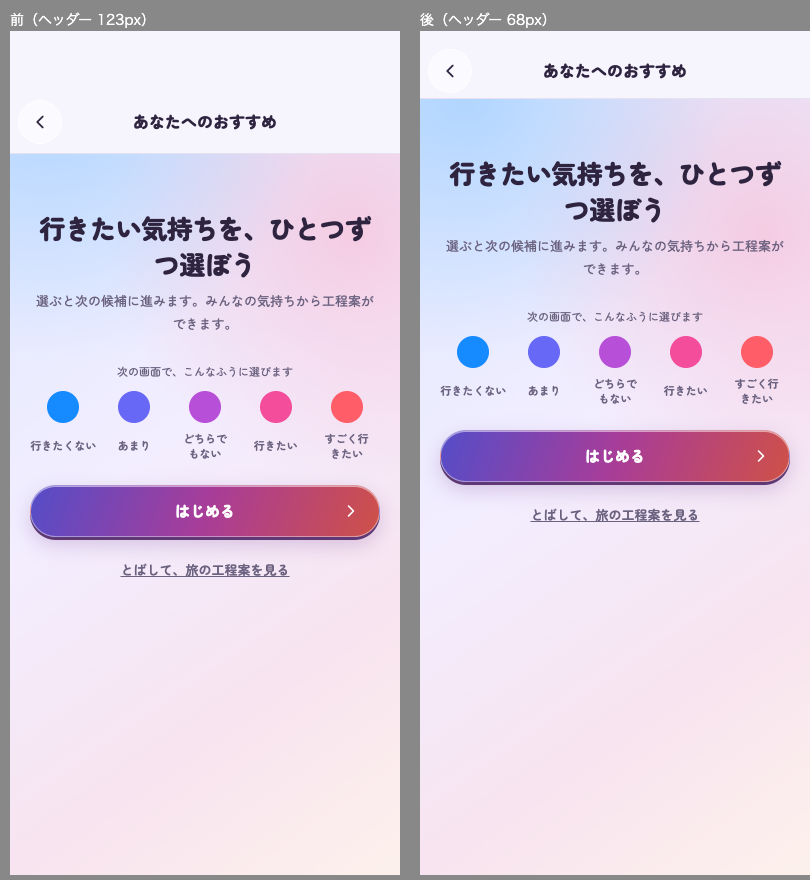 前（ヘッダー 123px）
あなたへのおすすめ
行きたい気持ちを、ひとつず
つ選ぼう
選ぶと次の候補に進みます。みんなの気持ちから工程案が
できます。
次の画面で、こんなふうに選びます
行きたくない
あまり
どちらで
もない
行きたい
すごく行
きたい
はじめる
とばして、旅の工程案を見る
後（ヘッダー 68px）
あなたへのおすすめ
行きたい気持ちを、ひとつず
つ選ぼう
選ぶと次の候補に進みます。みんなの気持ちから工程案が
できます。
次の画面で、こんなふうに選びます
行きたくない
あまり
どちらで
もない
行きたい
すごく行
きたい
はじめる
とばして、旅の工程案を見る